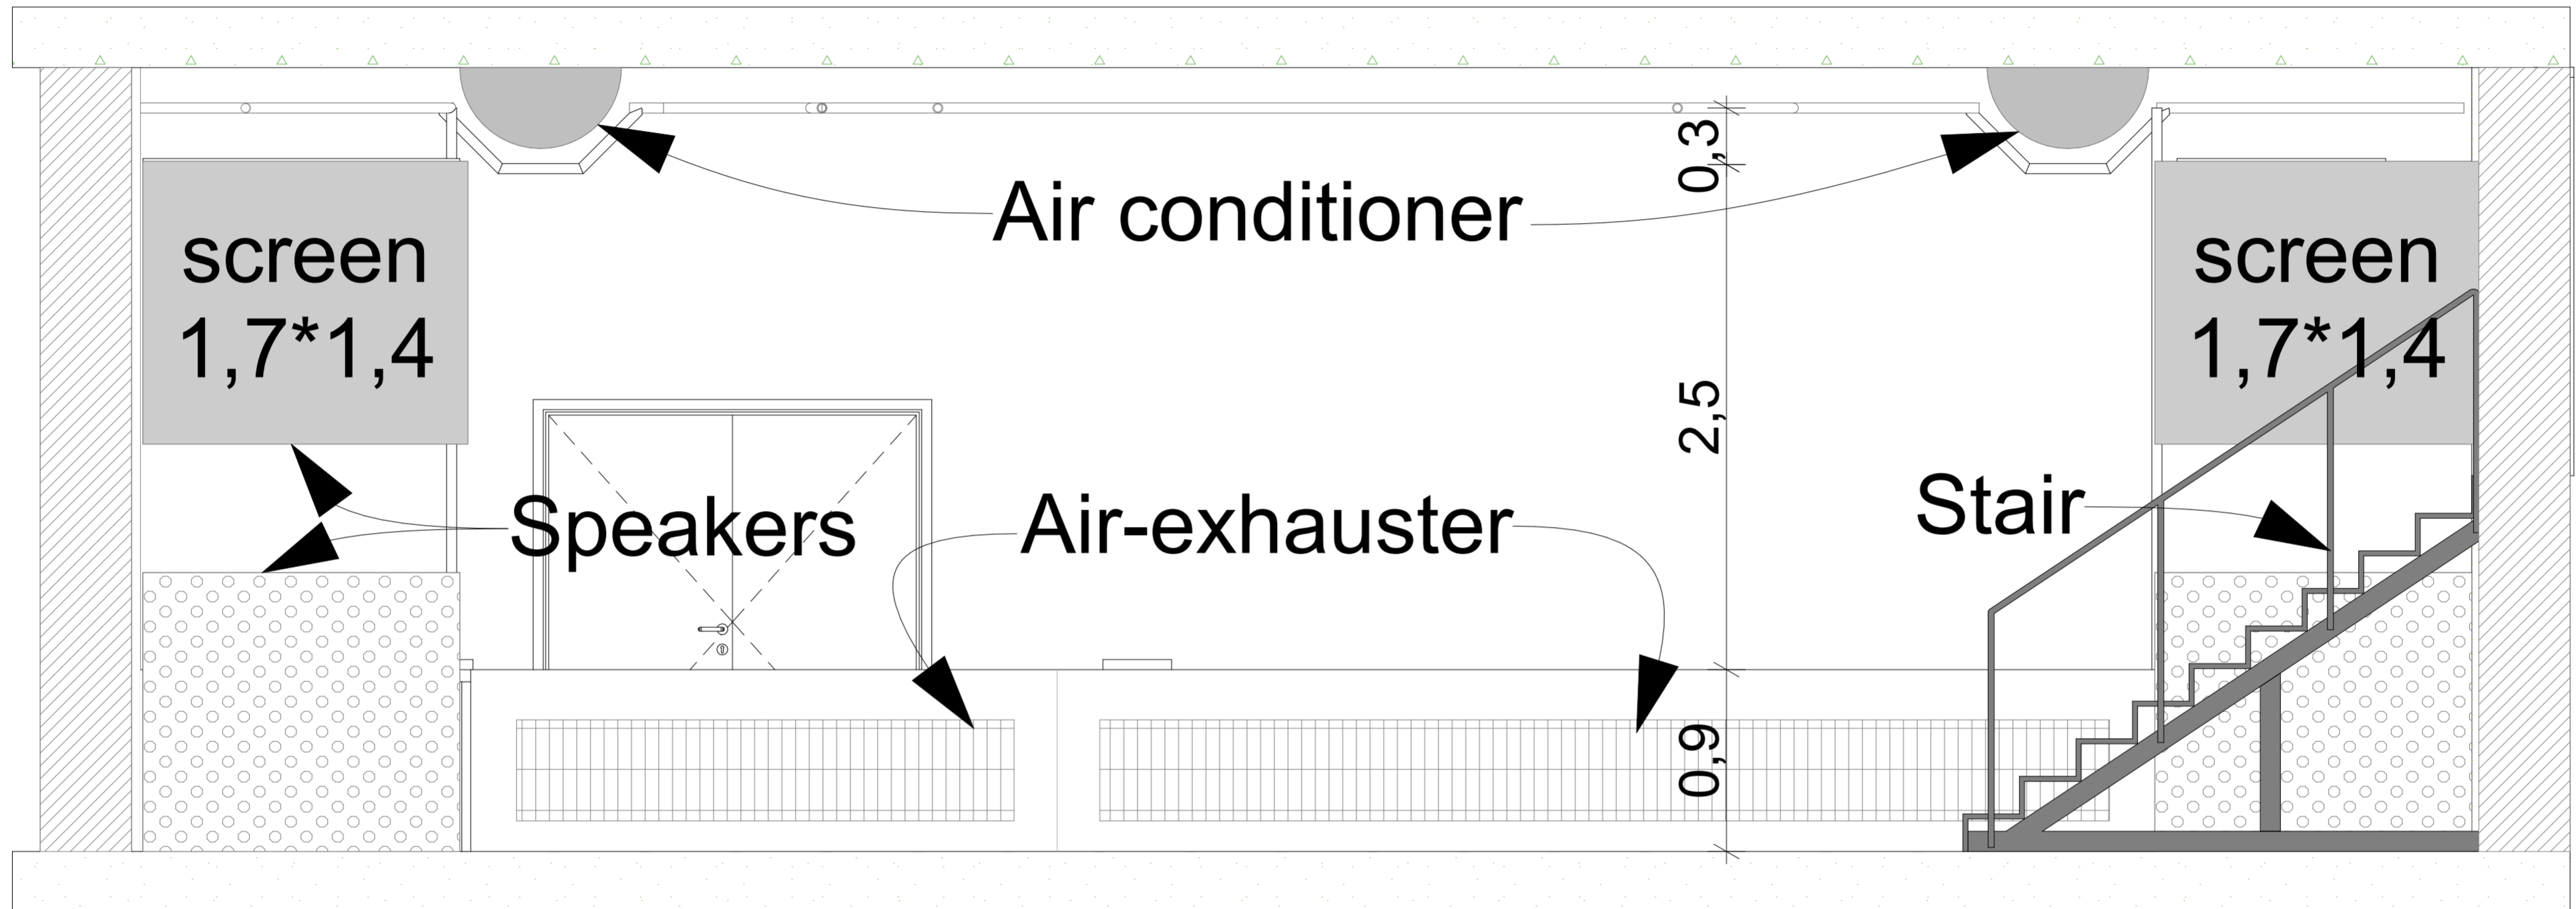 0,3
Air conditioner
screen
1,7*1,4
screen
1,7*1,4
2,5
Speakers
Air-exhauster
Stair
0,9